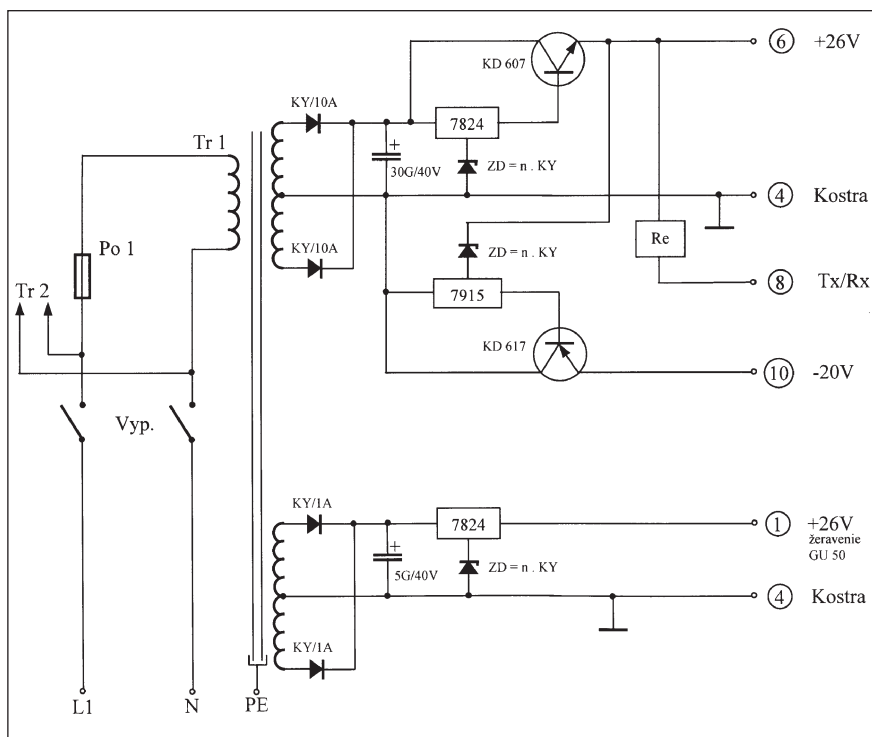 6 +26V
KD 607
KY/10A
7824
Tr 1
30G/40V
ZD = n . KY
4 Kostra
Po 1
KY/10A
ZD = n . KY
Re
Tr 2
7915
8 Tx/Rx
KD 617
10 -20V
Vyp.
KY/1A
7824
1 +26V
žeravenie
GU 50
5G/40V
ZD = n . KY
4 Kostra
KY/1A
L1 N PE